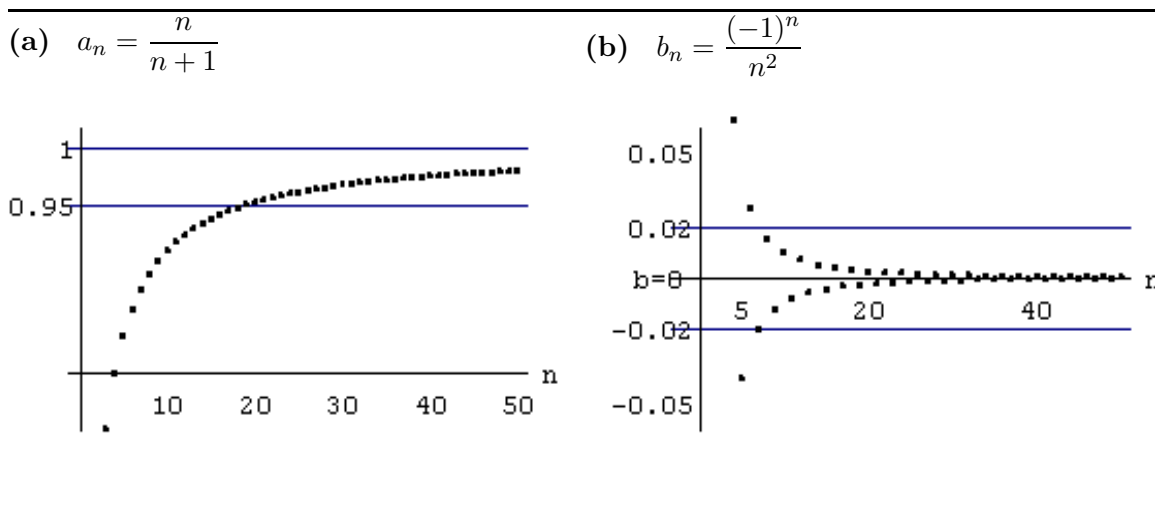 (a) a_n = n/(n + 1)
(b) b_n = (-1)^n/n^2
1
0.95
10 20 30 40 50 n
0.05
0.02
b=0 n
5 20 40
-0.02
-0.05